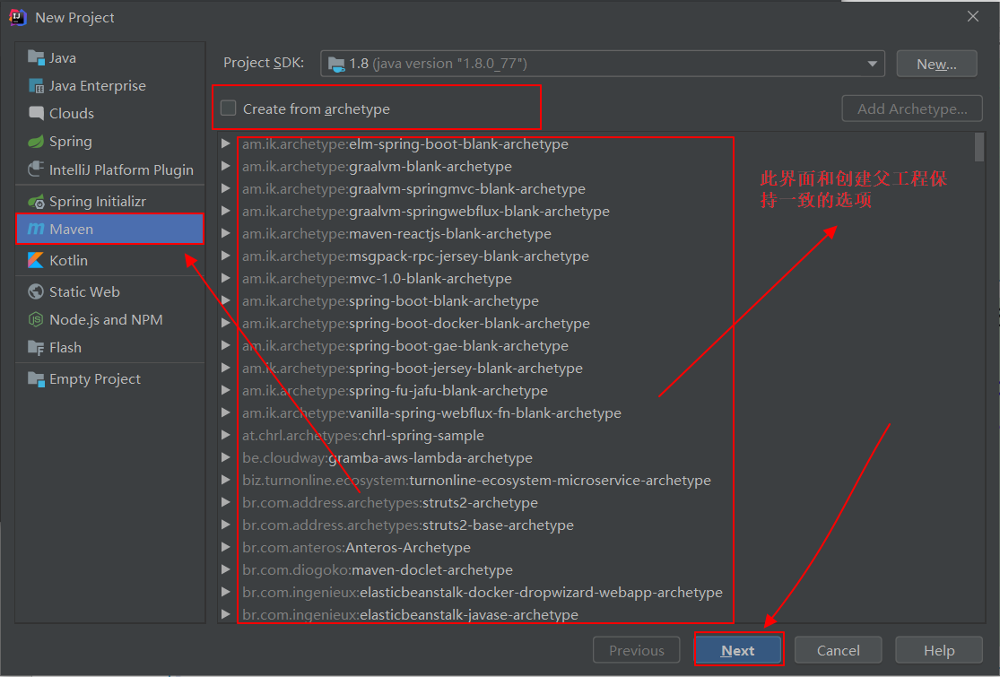 New Project
Java
Java Enterprise
Clouds
Spring
IntelliJ Platform Plugin
Spring Initializr
Maven
Kotlin
Static Web
Node.js and NPM
Flash
Empty Project
Project SDK: 1.8 (java version "1.8.0_77") New...
Create from archetype Add Archetype...
am.ik.archetype:elm-spring-boot-blank-archetype
am.ik.archetype:graalvm-blank-archetype
am.ik.archetype:graalvm-springmvc-blank-archetype
am.ik.archetype:graalvm-springwebflux-blank-archetype
am.ik.archetype:maven-reactjs-blank-archetype
am.ik.archetype:msgpack-rpc-jersey-blank-archetype
am.ik.archetype:mvc-1.0-blank-archetype
am.ik.archetype:spring-boot-blank-archetype
am.ik.archetype:spring-boot-docker-blank-archetype
am.ik.archetype:spring-boot-gae-blank-archetype
am.ik.archetype:spring-boot-jersey-blank-archetype
am.ik.archetype:spring-fu-jafu-blank-archetype
am.ik.archetype:vanilla-spring-webflux-fn-blank-archetype
at.chrl.archetypes:chrl-spring-sample
be.cloudway:gramba-aws-lambda-archetype
biz.turnonline.ecosystem:turnonline-ecosystem-microservice-archetype
br.com.address.archetypes:struts2-archetype
br.com.address.archetypes:struts2-base-archetype
br.com.anteros:Anteros-Archetype
br.com.diogoko:maven-doclet-archetype
br.com.ingenieux:elasticbeanstalk-docker-dropwizard-webapp-archetype
br.com.ingenieux:elasticbeanstalk-javase-archetype
此界面和创建父工程保
持一致的选项
Previous Next Cancel Help